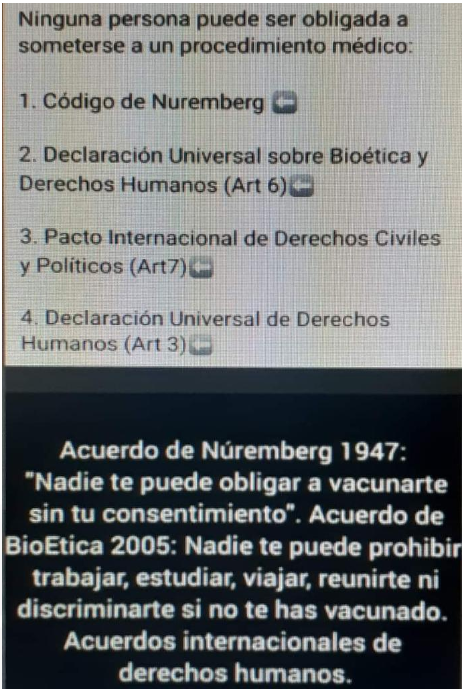 Ninguna persona puede ser obligada a
someterse a un procedimiento médico:
1. Código de Nuremberg ⬅
2. Declaración Universal sobre Bioética y
Derechos Humanos (Art 6)⬅
3. Pacto Internacional de Derechos Civiles
y Políticos (Art7)⬅
4. Declaración Universal de Derechos
Humanos (Art 3)⬅
Acuerdo de Núremberg 1947:
"Nadie te puede obligar a vacunarte
sin tu consentimiento". Acuerdo de
BioEtica 2005: Nadie te puede prohibir
trabajar, estudiar, viajar, reunirte ni
discriminarte si no te has vacunado.
Acuerdos internacionales de
derechos humanos.